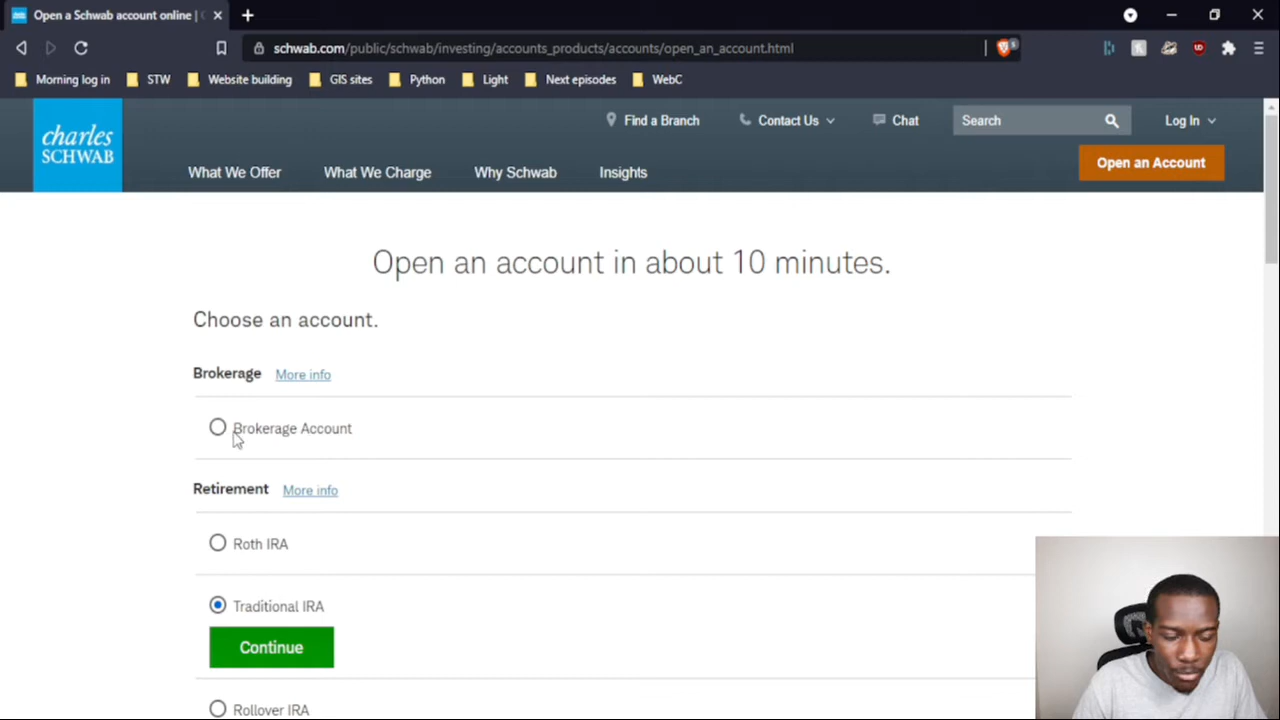 Open a Schwab account online |
schwab.com/public/schwab/investing/accounts_products/accounts/open_an_account.html
Morning log in
STW
Website building
GIS sites
Python
Light
Next episodes
WebC
charles
SCHWAB
Find a Branch
Contact Us
Chat
Search
Log In
What We Offer
What We Charge
Why Schwab
Insights
Open an Account
Open an account in about 10 minutes.
Choose an account.
Brokerage More info
Brokerage Account
Retirement More info
Roth IRA
Traditional IRA
Continue
Rollover IRA